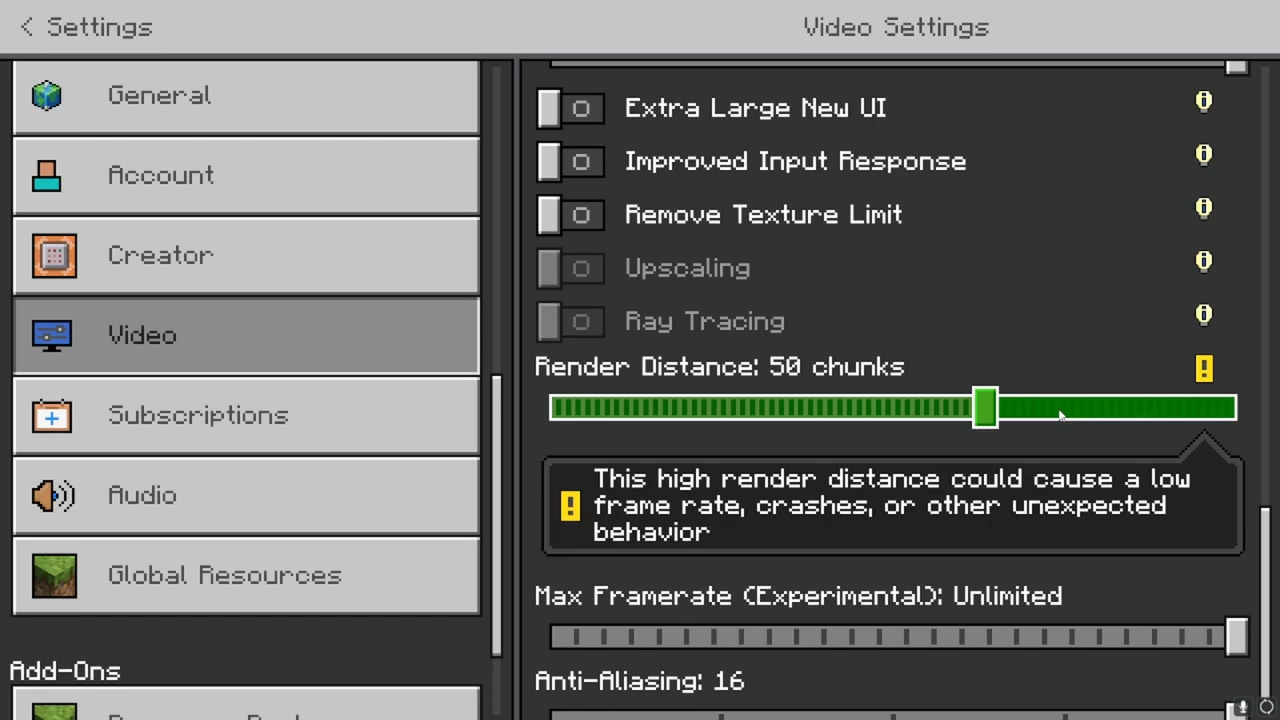 Settings
Video Settings
General
Account
Creator
Video
Subscriptions
Audio
Global Resources
Add-Ons
Extra Large New UI
Improved Input Response
Remove Texture Limit
Upscaling
Ray Tracing
Render Distance: 50 chunks
This high render distance could cause a low
frame rate, crashes, or other unexpected
behavior
Max Framerate (Experimental): Unlimited
Anti-Aliasing: 16